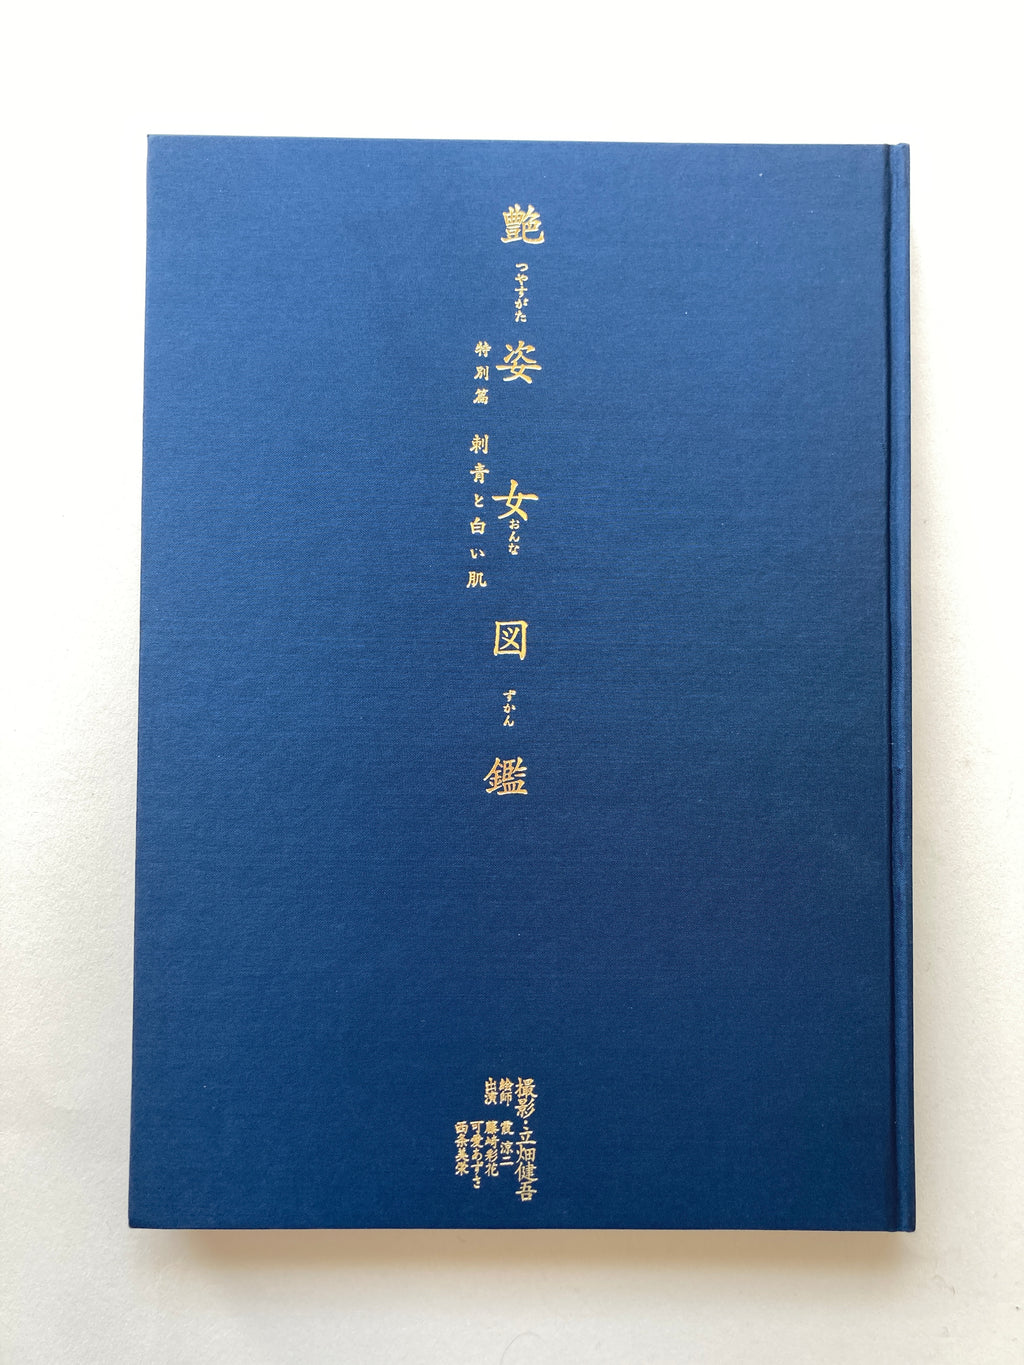 艶姿女図鑑
つやすがた
おんな
ずかん
特別篇 刺青と白い肌
撮影・立畑健吾
絵師 霞涼二
出演 藤崎彩花
可愛あずさ
西条美栄